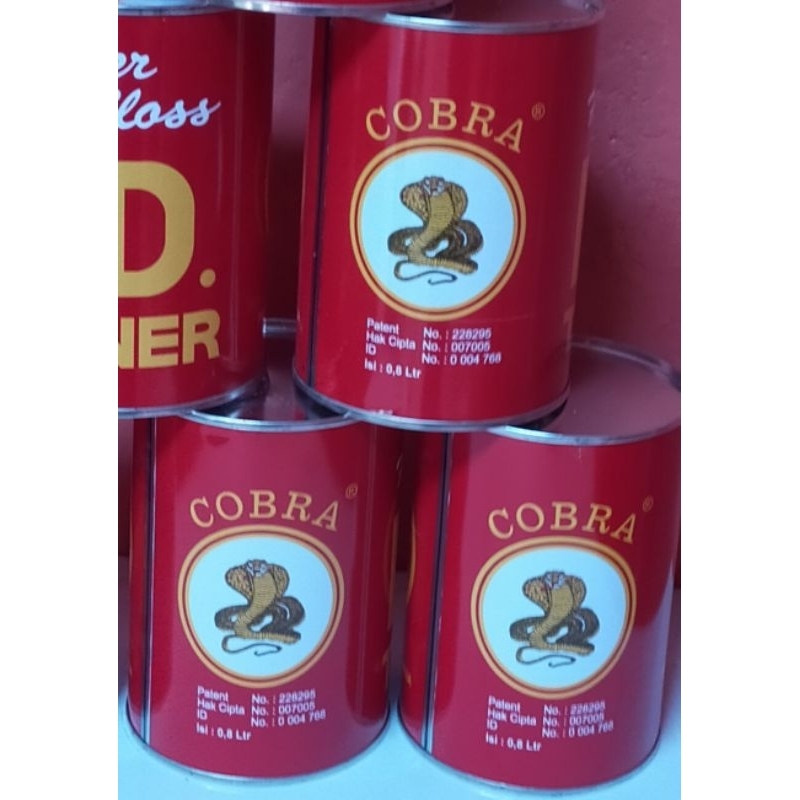 er
loss
D.
NER
COBRA ®
Patent No. : 226295
Hak Cipta No. : 007005
ID No. : 0 004 766
Isi : 0,8 Ltr
COBRA ®
Patent No. : 226295
Hak Cipta No. : 007005
ID No. : 0 004 766
Isi : 0,8 Ltr
COBRA ®
Patent No. : 226295
Hak Cipta No. : 007005
ID No. : 0 004 766
Isi : 0,8 Ltr